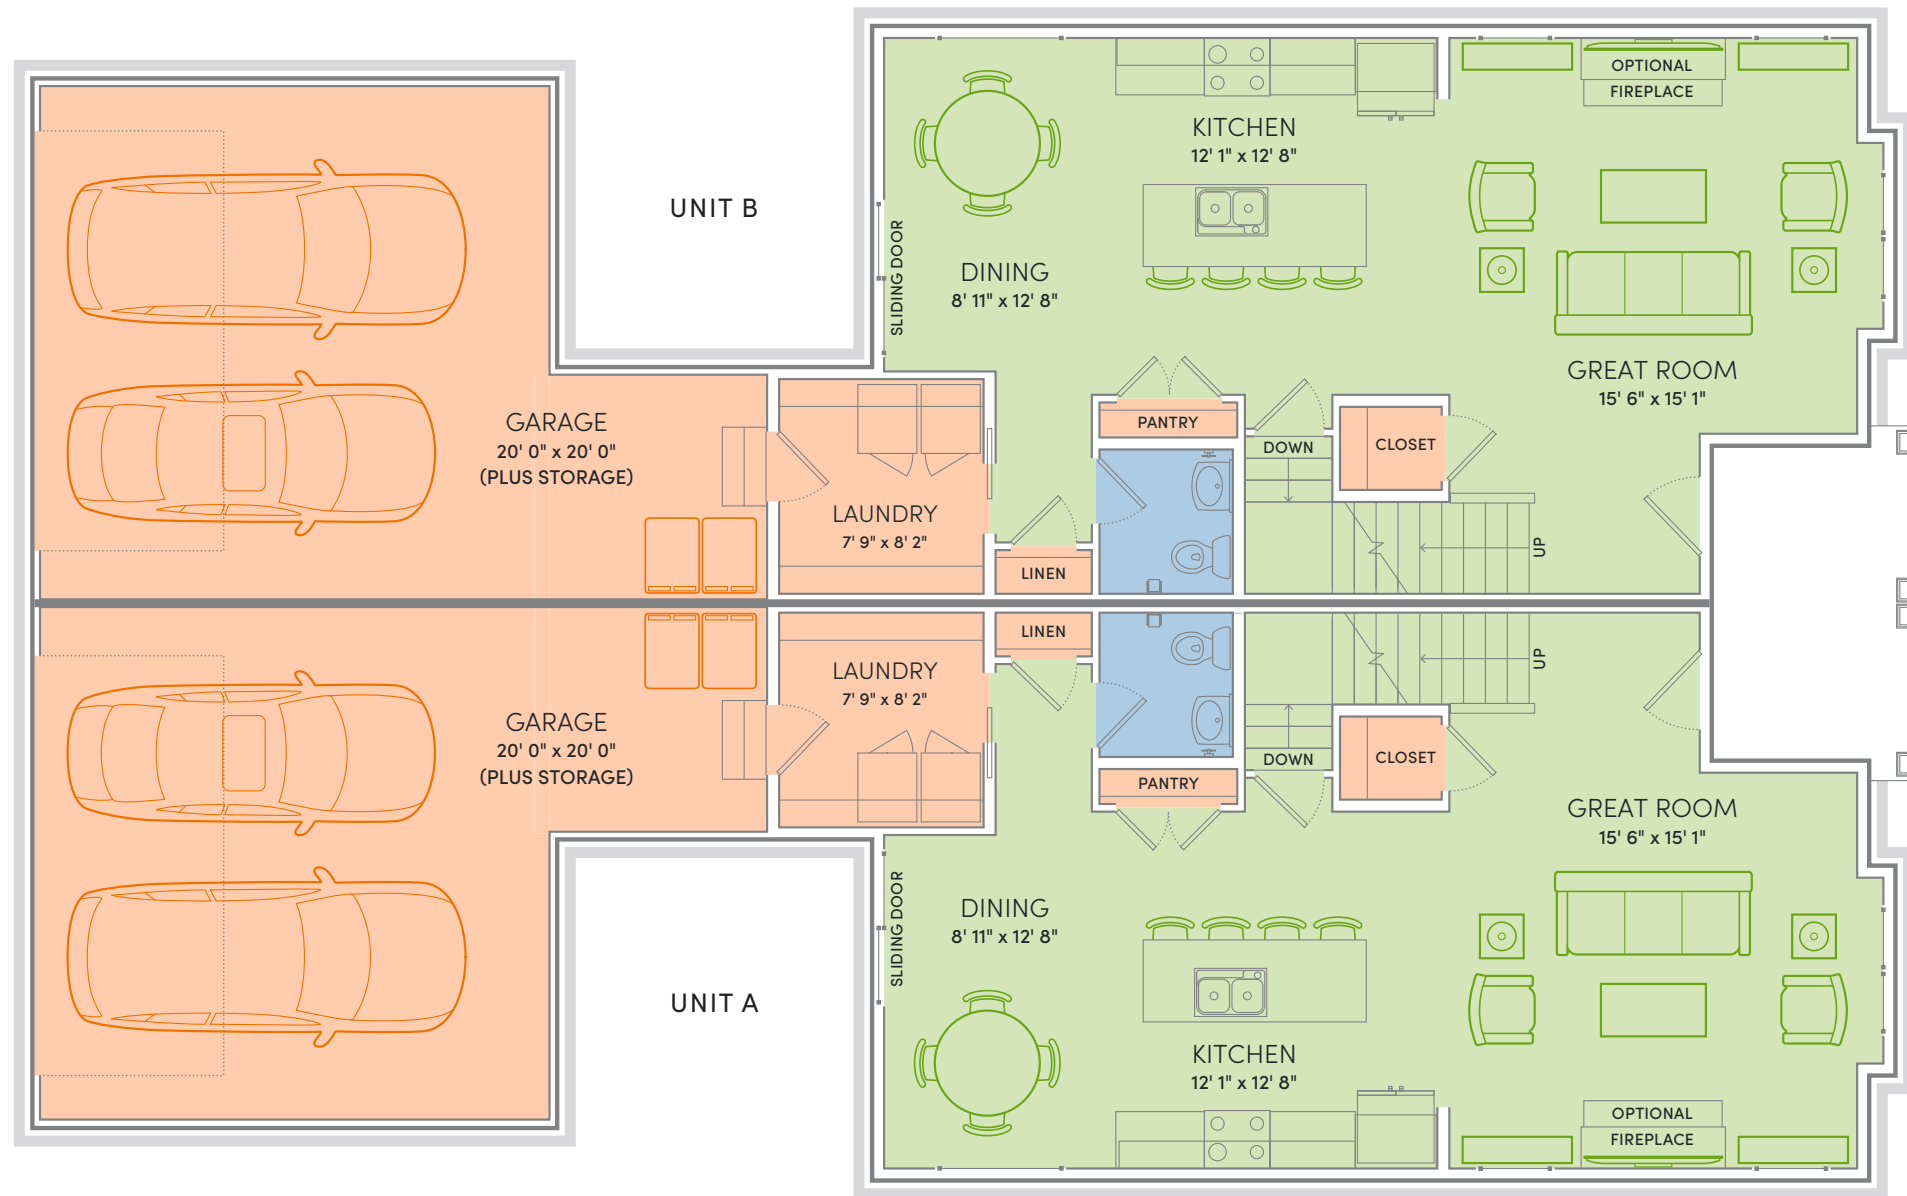 UNIT B
GARAGE
20' 0" x 20' 0"
(PLUS STORAGE)
LAUNDRY
7' 9" x 8' 2"
LINEN
SLIDING DOOR
DINING
8' 11" x 12' 8"
KITCHEN
12' 1" x 12' 8"
PANTRY
DOWN
CLOSET
UP
OPTIONAL
FIREPLACE
GREAT ROOM
15' 6" x 15' 1"
GARAGE
20' 0" x 20' 0"
(PLUS STORAGE)
LAUNDRY
7' 9" x 8' 2"
LINEN
PANTRY
DOWN
CLOSET
UP
GREAT ROOM
15' 6" x 15' 1"
SLIDING DOOR
DINING
8' 11" x 12' 8"
KITCHEN
12' 1" x 12' 8"
OPTIONAL
FIREPLACE
UNIT A